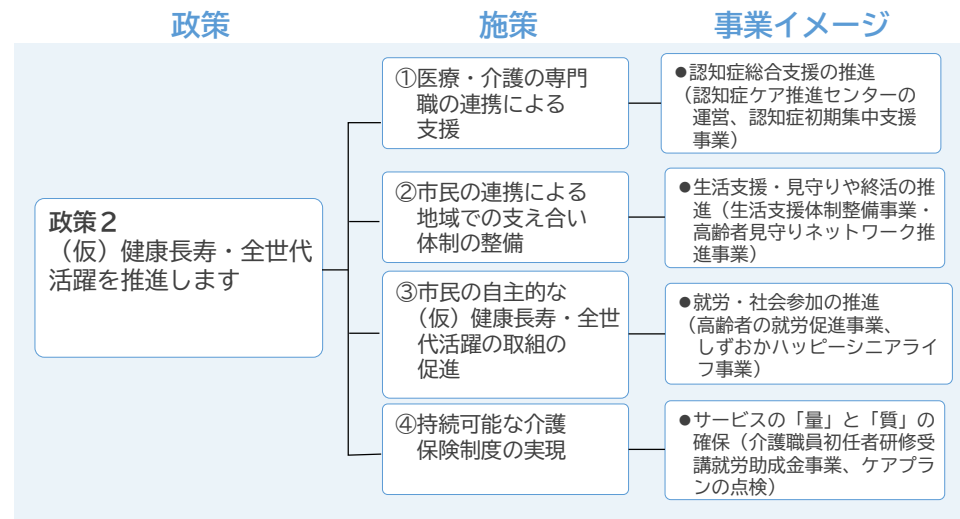 政策
施策
事業イメージ
政策2
(仮)健康長寿・全世代
活躍を推進します
①医療・介護の専門
職の連携による
支援
●認知症総合支援の推進
(認知症ケア推進センターの
運営、認知症初期集中支援
事業)
②市民の連携による
地域での支え合い
体制の整備
●生活支援・見守りや終活の推
進(生活支援体制整備事業・
高齢者見守りネットワーク推
進事業)
③市民の自主的な
(仮)健康長寿・全世
代活躍の取組の
促進
●就労・社会参加の推進
(高齢者の就労促進事業、
しずおかハッピーシニアライ
フ事業)
④持続可能な介護
保険制度の実現
●サービスの「量」と「質」の
確保(介護職員初任者研修受
講就労助成金事業、ケアプラ
ンの点検)